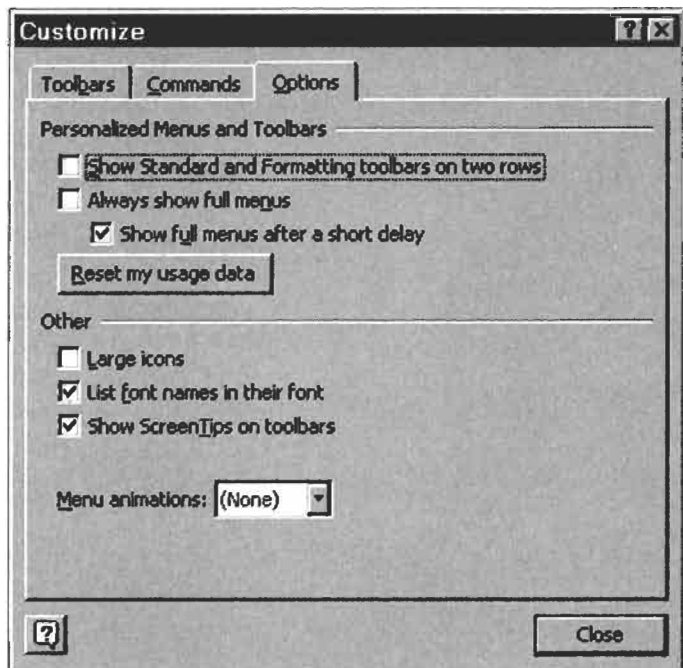 Customize
Toolbars Commands Options
Personalized Menus and Toolbars
Show Standard and Formatting toolbars on two rows
Always show full menus
Show full menus after a short delay
Reset my usage data
Other
Large icons
List font names in their font
Show ScreenTips on toolbars
Menu animations: (None)
Close